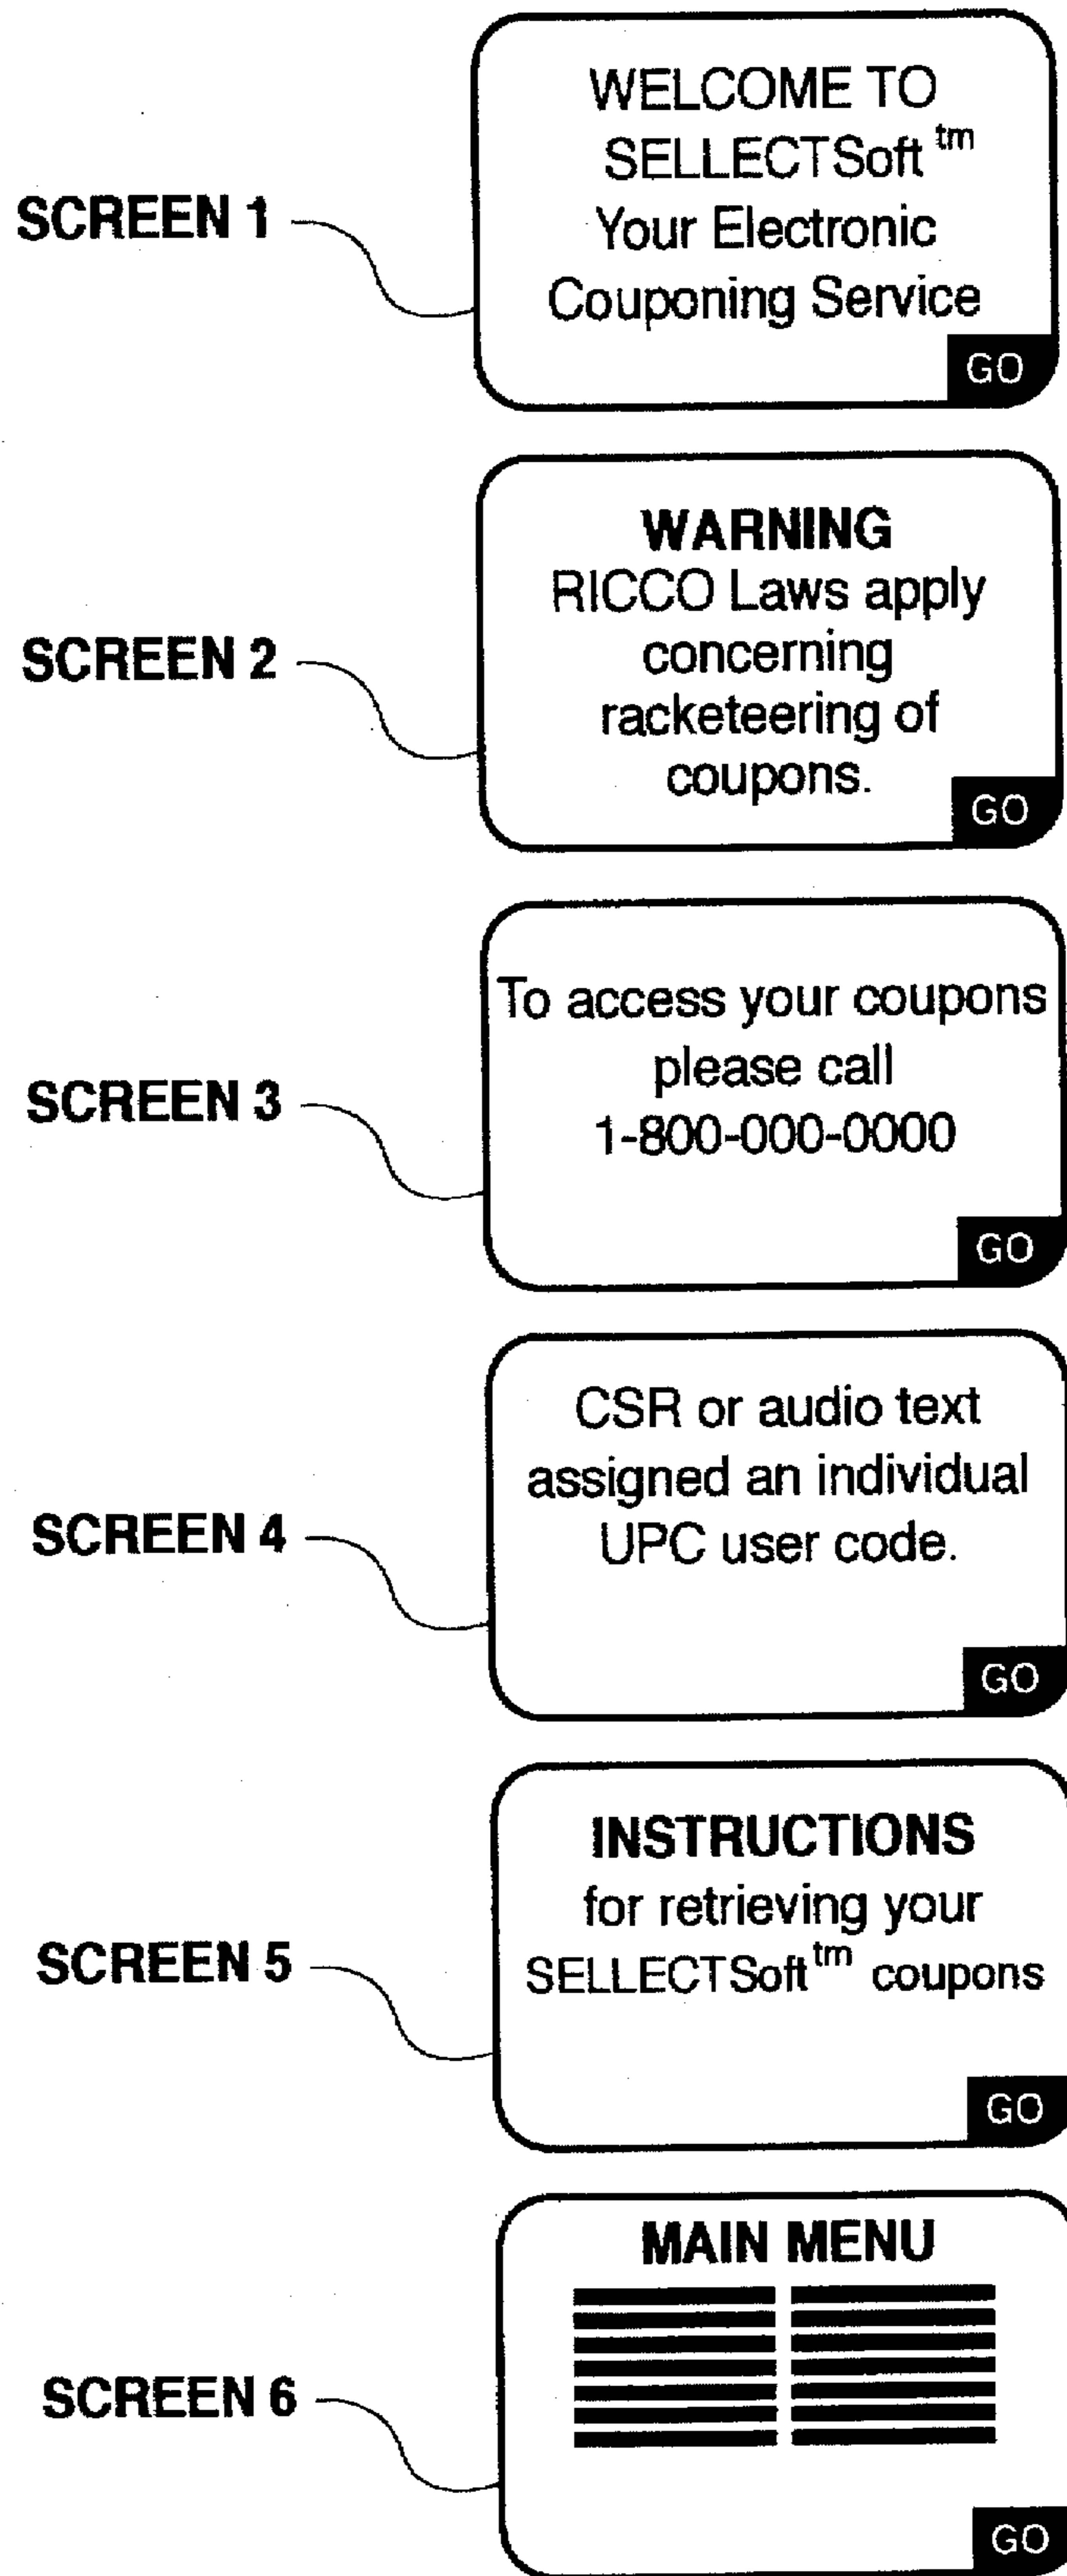 SCREEN 1
WELCOME TO
SELLECTSoft tm
Your Electronic
Couponing Service
GO
SCREEN 2
WARNING
RICCO Laws apply
concerning
racketeering of
coupons.
GO
SCREEN 3
To access your coupons
please call
1-800-000-0000
GO
SCREEN 4
CSR or audio text
assigned an individual
UPC user code.
GO
SCREEN 5
INSTRUCTIONS
for retrieving your
SELLECTSoft tm coupons
GO
SCREEN 6
MAIN MENU
GO